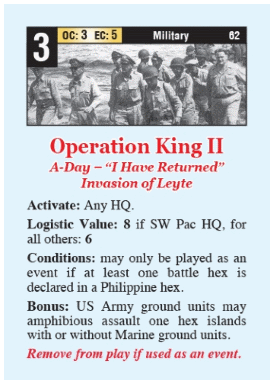 3 OC: 3 EC: 5 Military 62
Operation King II
A-Day – “I Have Returned”
Invasion of Leyte
Activate: Any HQ.
Logistic Value: 8 if SW Pac HQ, for
all others: 6
Conditions: may only be played as an
event if at least one battle hex is
declared in a Philippine hex.
Bonus: US Army ground units may
amphibious assault one hex islands
with or without Marine ground units.
Remove from play if used as an event.